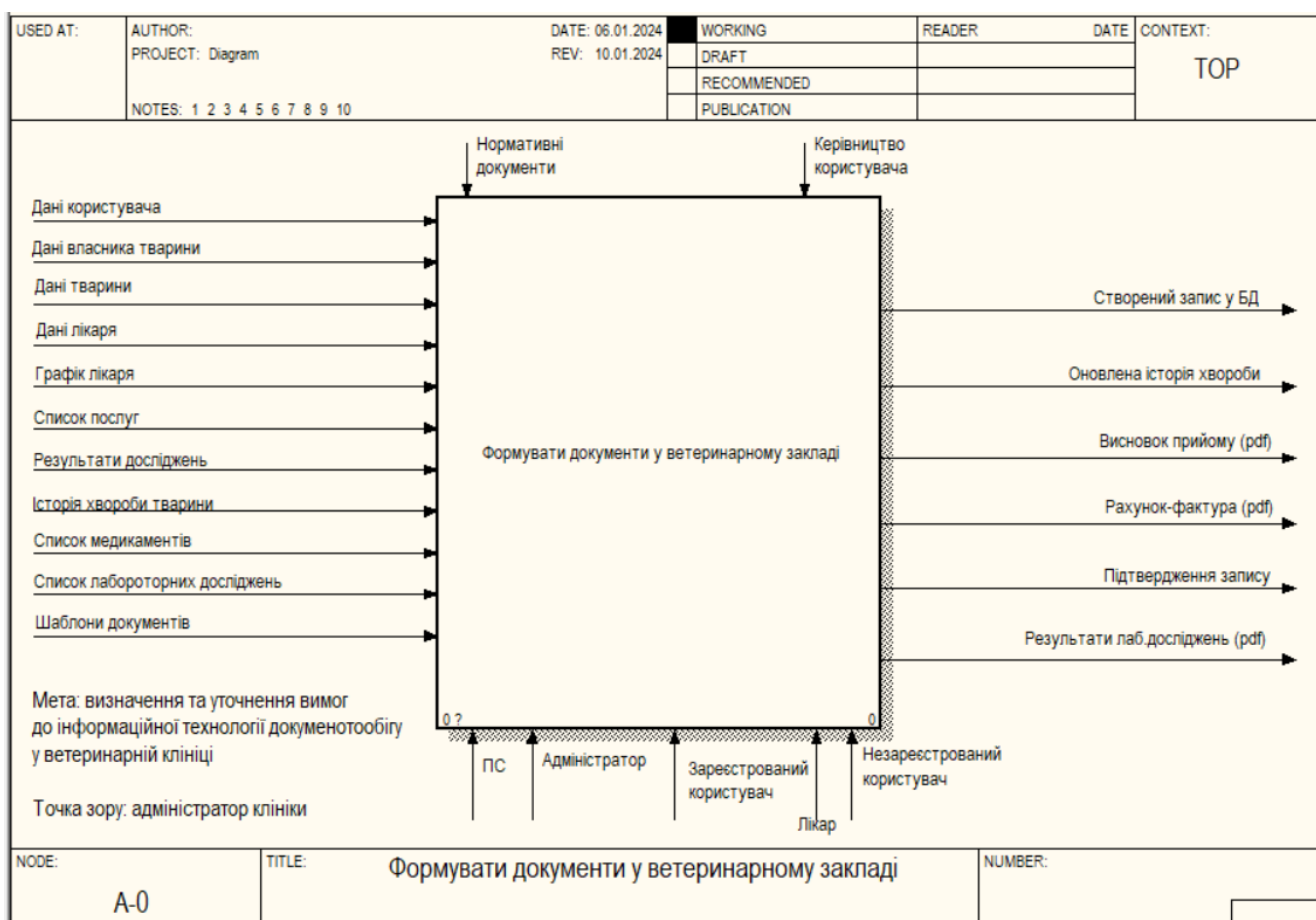 USED AT:
AUTHOR:
DATE: 06.01.2024
PROJECT: Diagram
REV: 10.01.2024
NOTES: 1 2 3 4 5 6 7 8 9 10
WORKING
DRAFT
RECOMMENDED
PUBLICATION
READER
DATE
CONTEXT:
TOP
Нормативні
документи
Керівництво
користувача
Дані користувача
Дані власника тварини
Дані тварини
Дані лікаря
Графік лікаря
Список послуг
Результати досліджень
Історія хвороби тварини
Список медикаментів
Список лабороторних досліджень
Шаблони документів
Формувати документи у ветеринарному закладі
0 ?
0
Створений запис у БД
Оновлена історія хвороби
Висновок прийому (pdf)
Рахунок-фактура (pdf)
Підтвердження запису
Результати лаб.досліджень (pdf)
Мета: визначення та уточнення вимог
до інформаційної технології докуменотообігу
у ветеринарній клініці
Точка зору: адміністратор клініки
ПС
Адміністратор
Зареєстрований
користувач
Лікар
Незареєстрований
користувач
NODE:
A-0
TITLE:
Формувати документи у ветеринарному закладі
NUMBER: